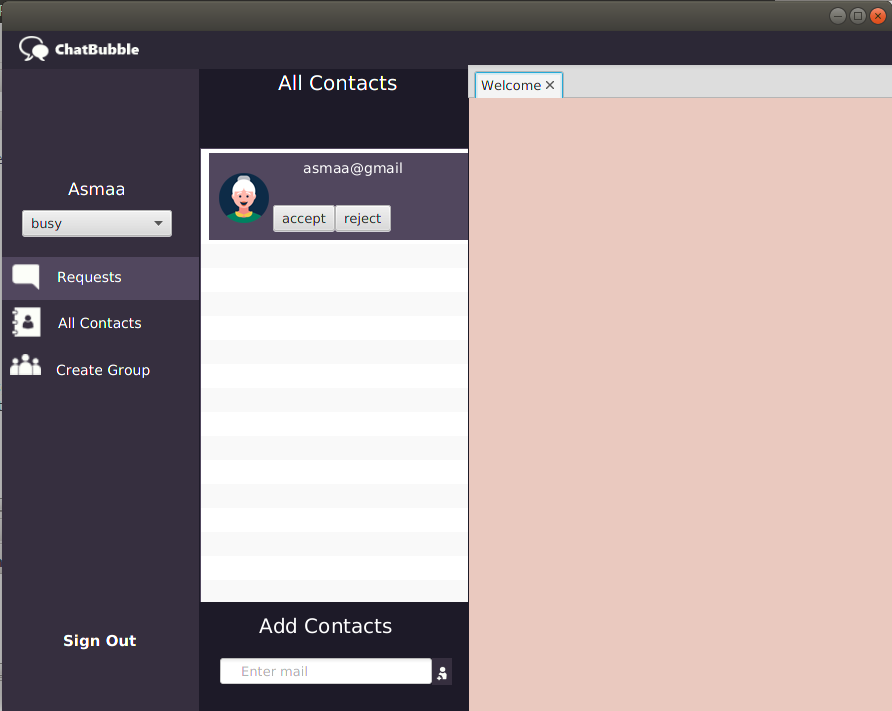 ChatBubble
Asmaa
busy
Requests
All Contacts
Create Group
Sign Out
All Contacts
asmaa@gmail
accept
reject
Add Contacts
Enter mail
Welcome